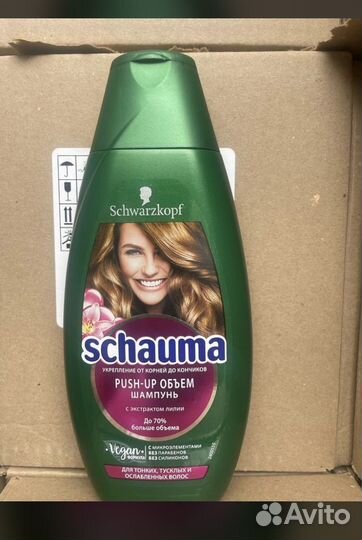 Schwarzkopf
schauma
УКРЕПЛЕНИЕ ОТ КОРНЕЙ ДО КОНЧИКОВ
PUSH-UP ОБЪЕМ
ШАМПУНЬ
С ЭКСТРАКТОМ ЛИЛИИ
До 70%
больше объема
Vegan
ФОРМУЛА
С МИКРОЭЛЕМЕНТАМИ
БЕЗ ПАРАБЕНОВ
БЕЗ СИЛИКОНОВ
ДЛЯ ТОНКИХ, ТУСКЛЫХ И
ОСЛАБЛЕННЫХ ВОЛОС
Avito